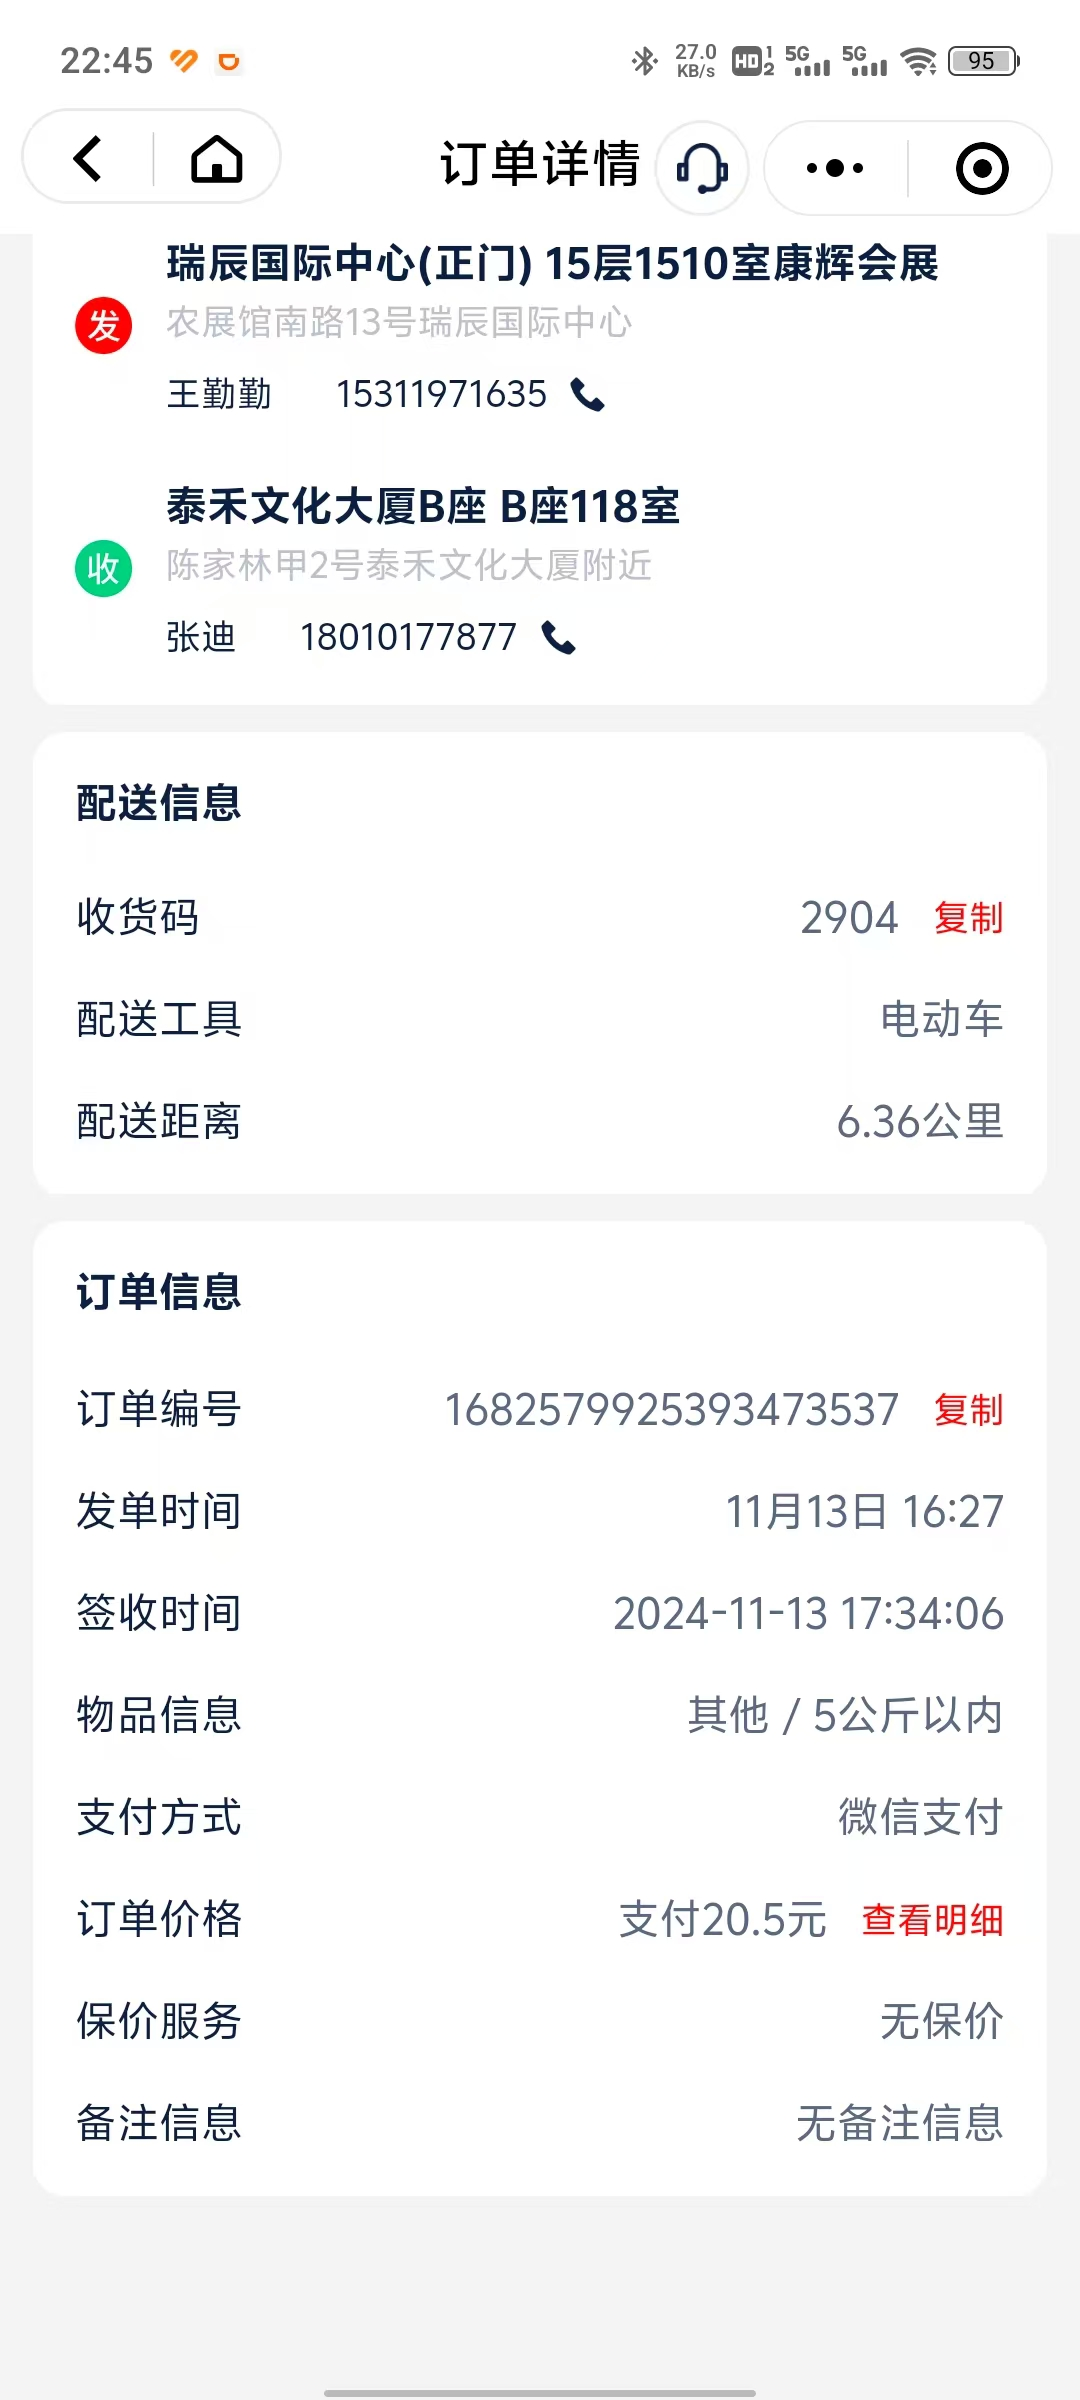 22:45
27.0 KB/s HD 1 2 5G 5G 95
订单详情
瑞辰国际中心(正门) 15层1510室康辉会展
发
农展馆南路13号瑞辰国际中心
王勤勤 15311971635
泰禾文化大厦B座 B座118室
收
陈家林甲2号泰禾文化大厦附近
张迪 18010177877
配送信息
收货码 2904 复制
配送工具 电动车
配送距离 6.36公里
订单信息
订单编号 1682579925393473537 复制
发单时间 11月13日 16:27
签收时间 2024-11-13 17:34:06
物品信息 其他 / 5公斤以内
支付方式 微信支付
订单价格 支付20.5元 查看明细
保价服务 无保价
备注信息 无备注信息